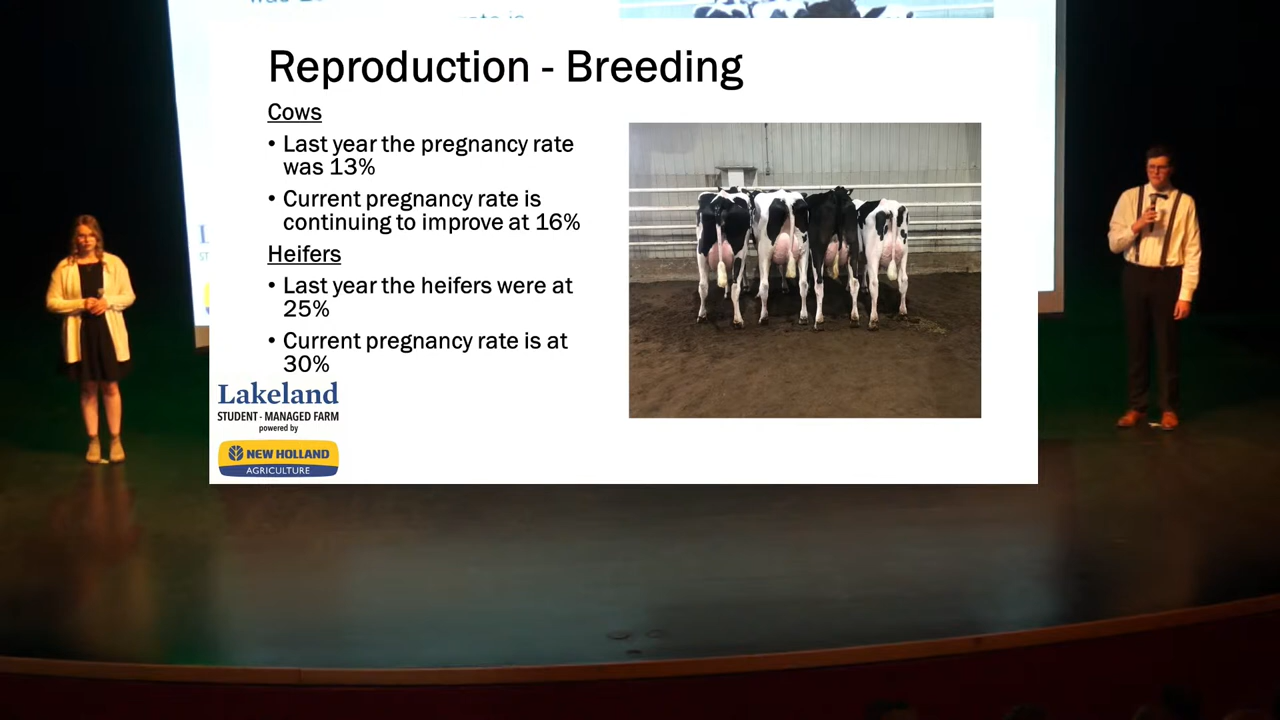 Reproduction - Breeding
Cows
• Last year the pregnancy rate
was 13%
• Current pregnancy rate is
continuing to improve at 16%
Heifers
• Last year the heifers were at
25%
• Current pregnancy rate is at
30%
Lakeland
STUDENT - MANAGED FARM
powered by
NEW HOLLAND
AGRICULTURE